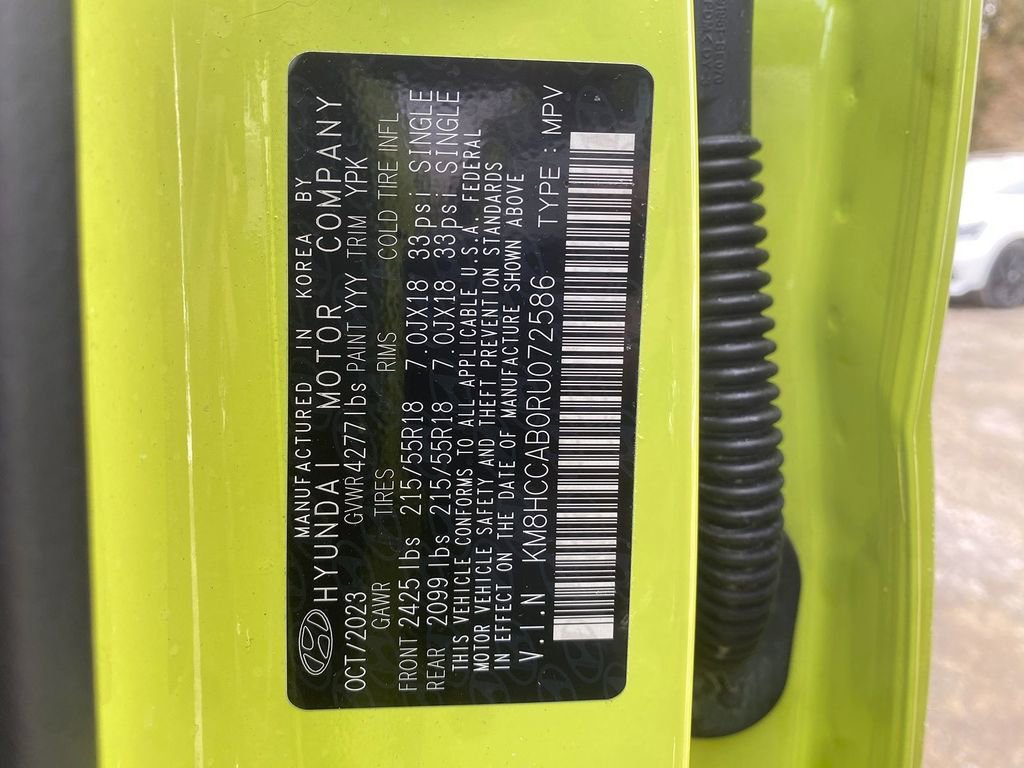 MANUFACTURED IN KOREA BY
HYUNDAI MOTOR COMPANY
OCT/2023 GVWR 4277lbs PAINT YYY TRIM YPK
GAWR TIRES RIMS COLD TIRE INFL
FRONT 2425 lbs 215/55R18 7.0JX18 33psi SINGLE
REAR 2099 lbs 215/55R18 7.0JX18 33psi SINGLE
THIS VEHICLE CONFORMS TO ALL APPLICABLE U.S.A. FEDERAL
MOTOR VEHICLE SAFETY AND THEFT PREVENTION STANDARDS
IN EFFECT ON THE DATE OF MANUFACTURE SHOWN ABOVE
V.I.N KM8HCCAB0RU072586 TYPE : MPV